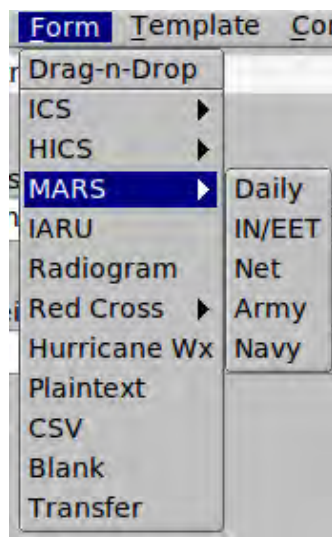 Form Template Co
Drag-n-Drop
ICS
HICS
MARS
IARU
Radiogram
Red Cross
Hurricane Wx
Plaintext
CSV
Blank
Transfer
Daily
IN/EET
Net
Army
Navy